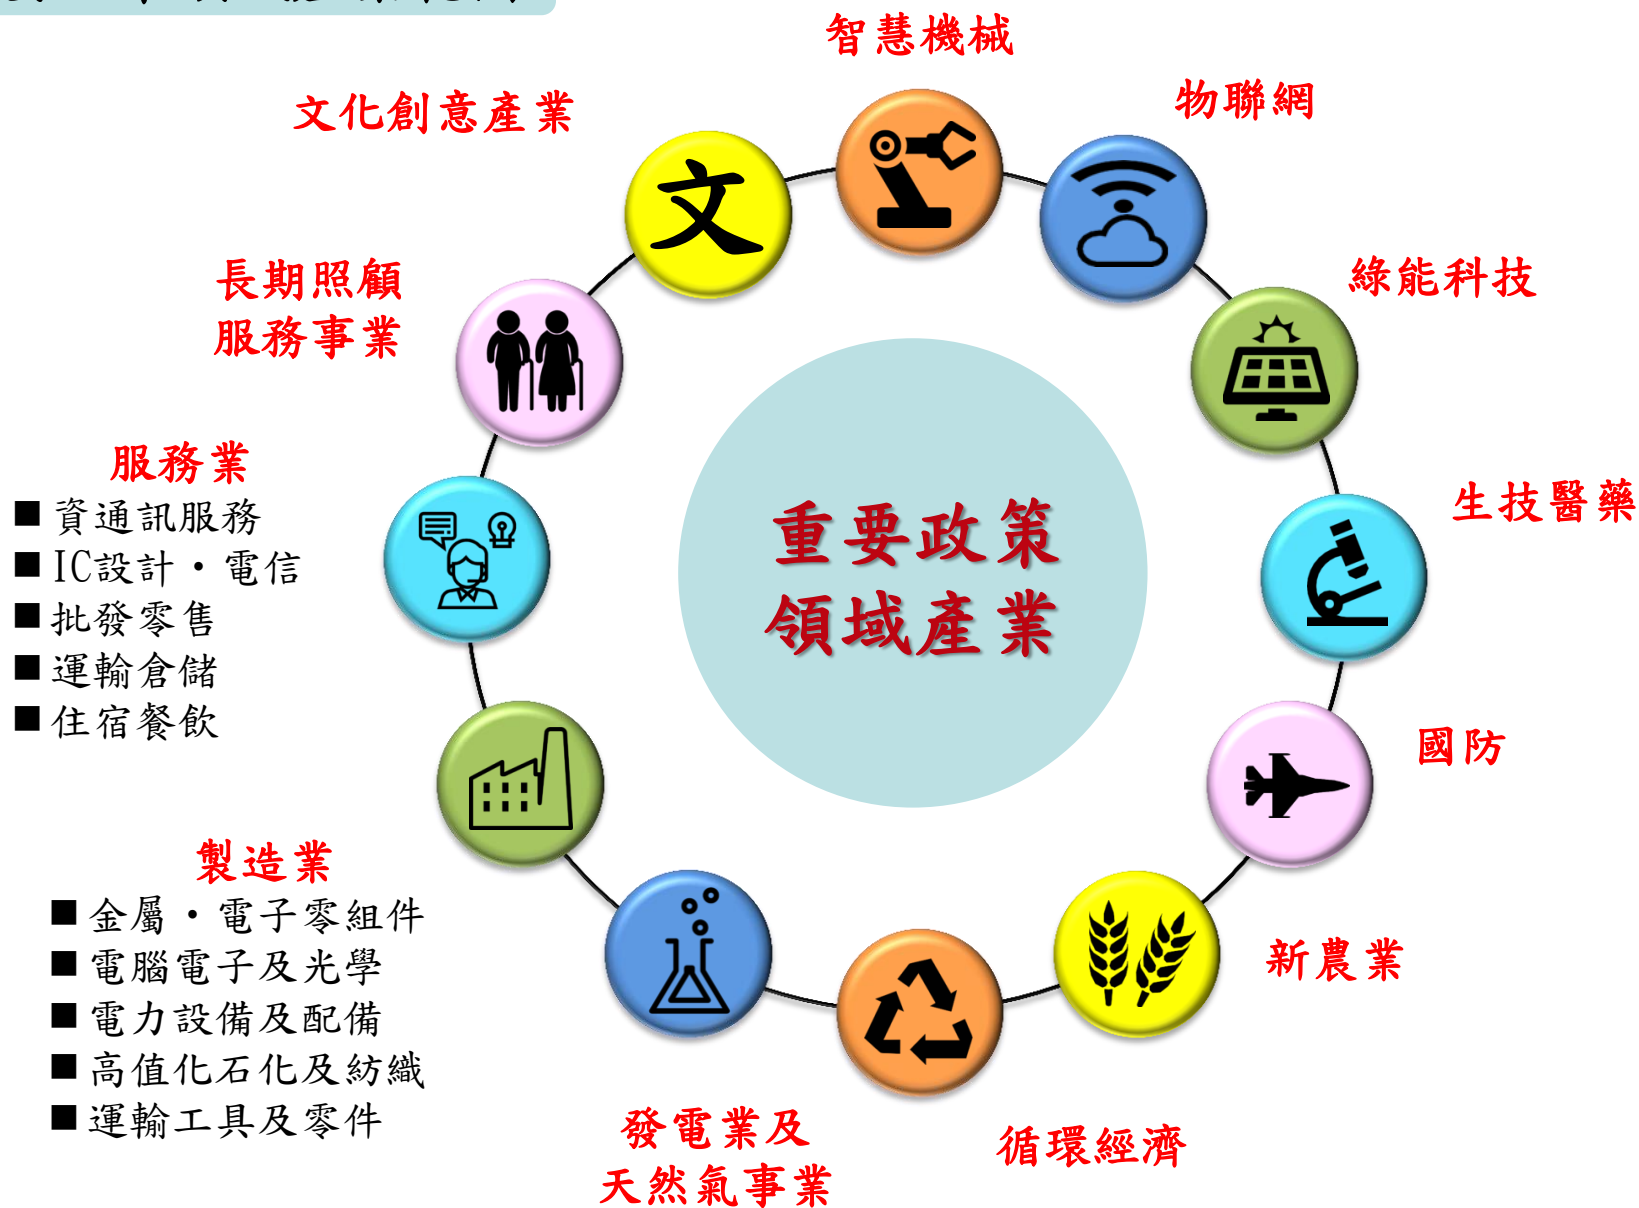 智慧機械
物聯網
文化創意產業
文
綠能科技
長期照顧
服務事業
服務業
■資通訊服務
■IC設計・電信
■批發零售
■運輸倉儲
■住宿餐飲
生技醫藥
重要政策
領域產業
國防
製造業
■金屬・電子零組件
■電腦電子及光學
■電力設備及配備
■高值化石化及紡織
■運輸工具及零件
新農業
發電業及
天然氣事業
循環經濟